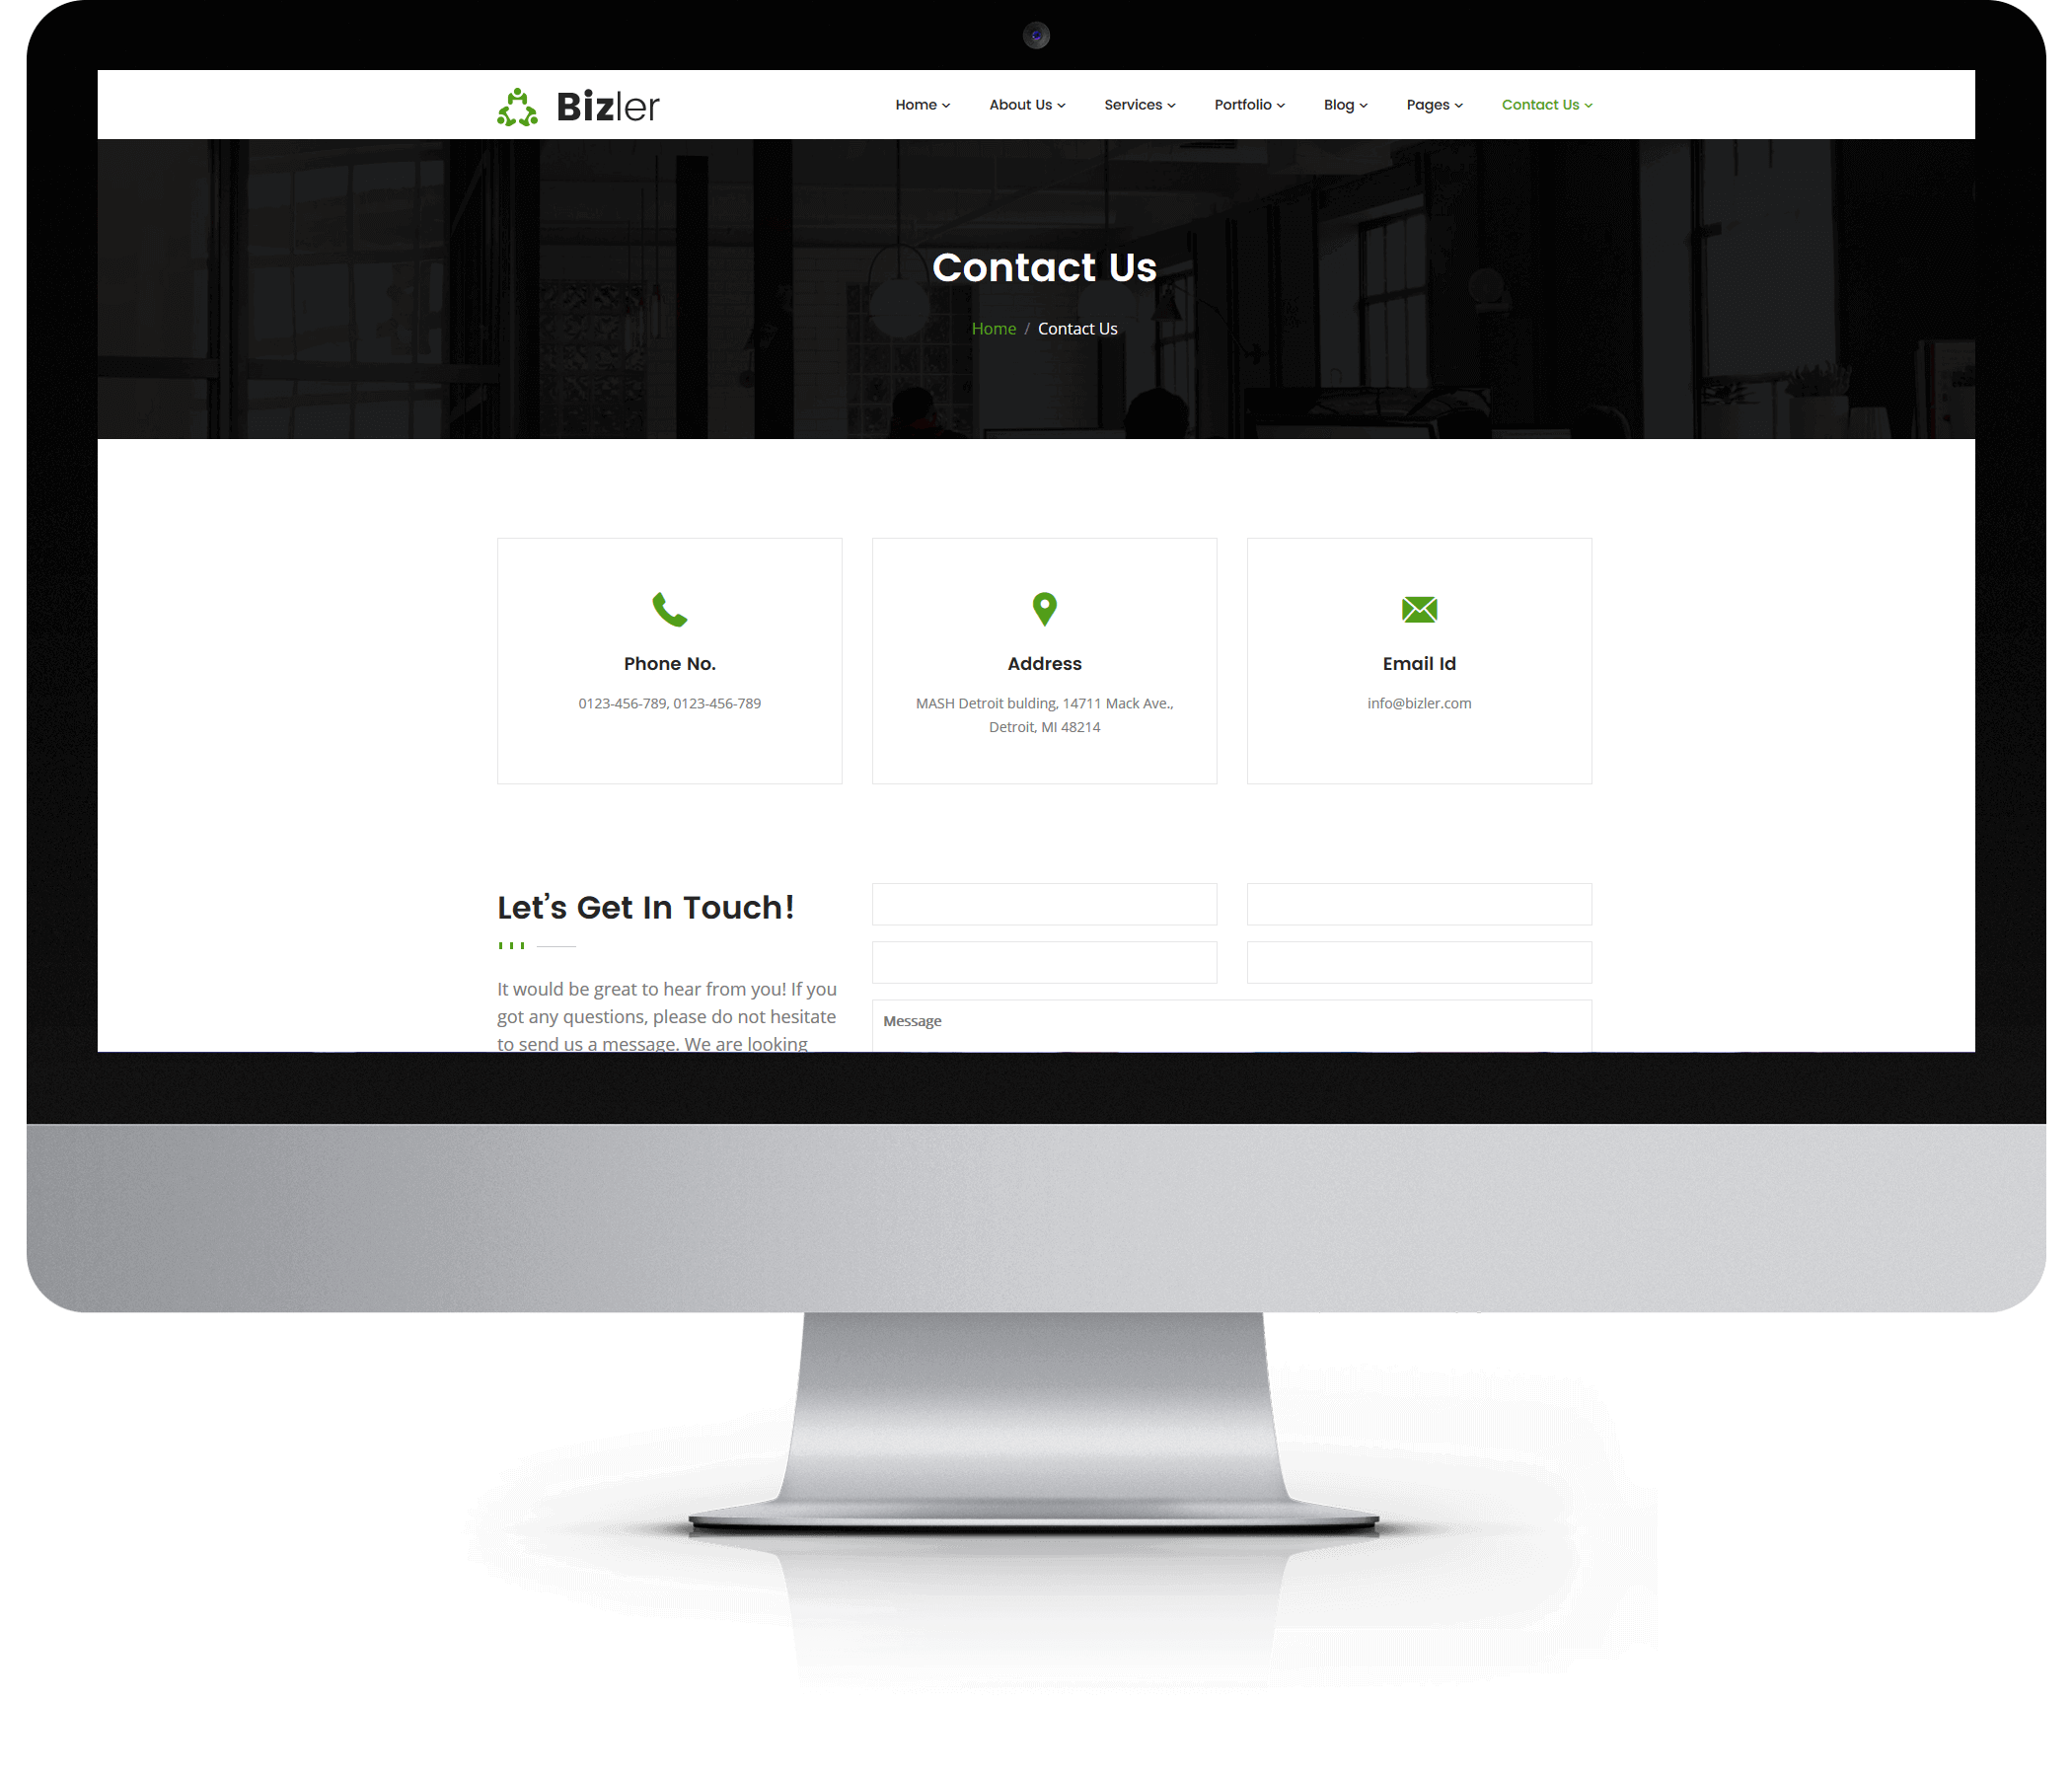 Bizler
Home About Us Services Portfolio Blog Pages Contact Us
Contact Us
Home / Contact Us
Phone No.
0123-456-789, 0123-456-789
Address
MASH Detroit bulding, 14711 Mack Ave.,
Detroit, MI 48214
Email Id
info@bizler.com
Let's Get In Touch!
It would be great to hear from you! If you
got any questions, please do not hesitate
to send us a message. We are looking
Message